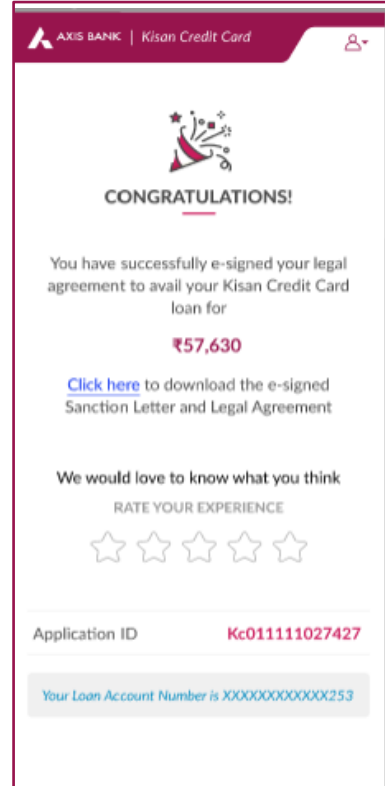 AXIS BANK | Kisan Credit Card
CONGRATULATIONS!
You have successfully e-signed your legal
agreement to avail your Kisan Credit Card
loan for
₹57,630
Click here to download the e-signed
Sanction Letter and Legal Agreement
We would love to know what you think
RATE YOUR EXPERIENCE
Application ID Kc011111027427
Your Loan Account Number is XXXXXXXXXXXX253